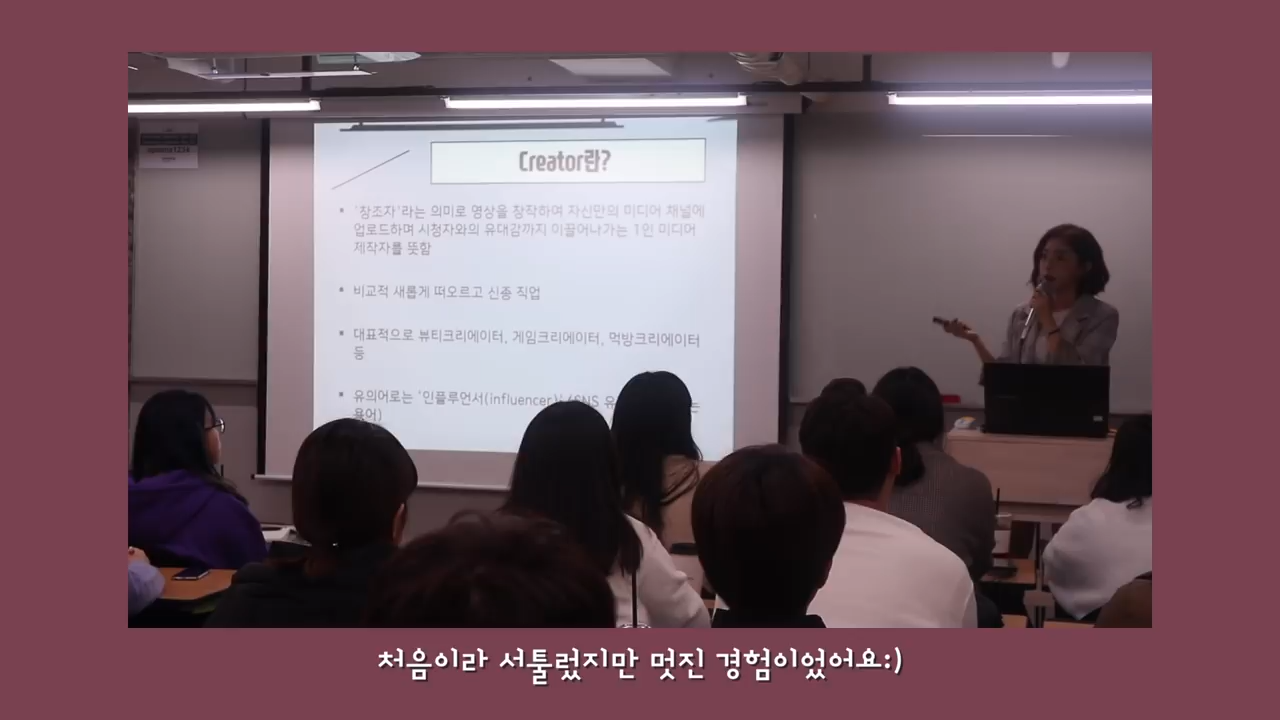 Creator란?
'창조자'라는 의미로 영상을 창작하여 자신만의 미디어 채널에
업로드하며 시청자와의 유대감까지 이끌어나가는 1인 미디어
제작자를 뜻함
비교적 새롭게 떠오르고 신종 직업
대표적으로 뷰티크리에이터, 게임크리에이터, 먹방크리에이터
등
유의어로는 '인플루언서(influencer)' (SNS 유 는
용어)
처음이라 서툴렀지만 멋진 경험이었어요:)